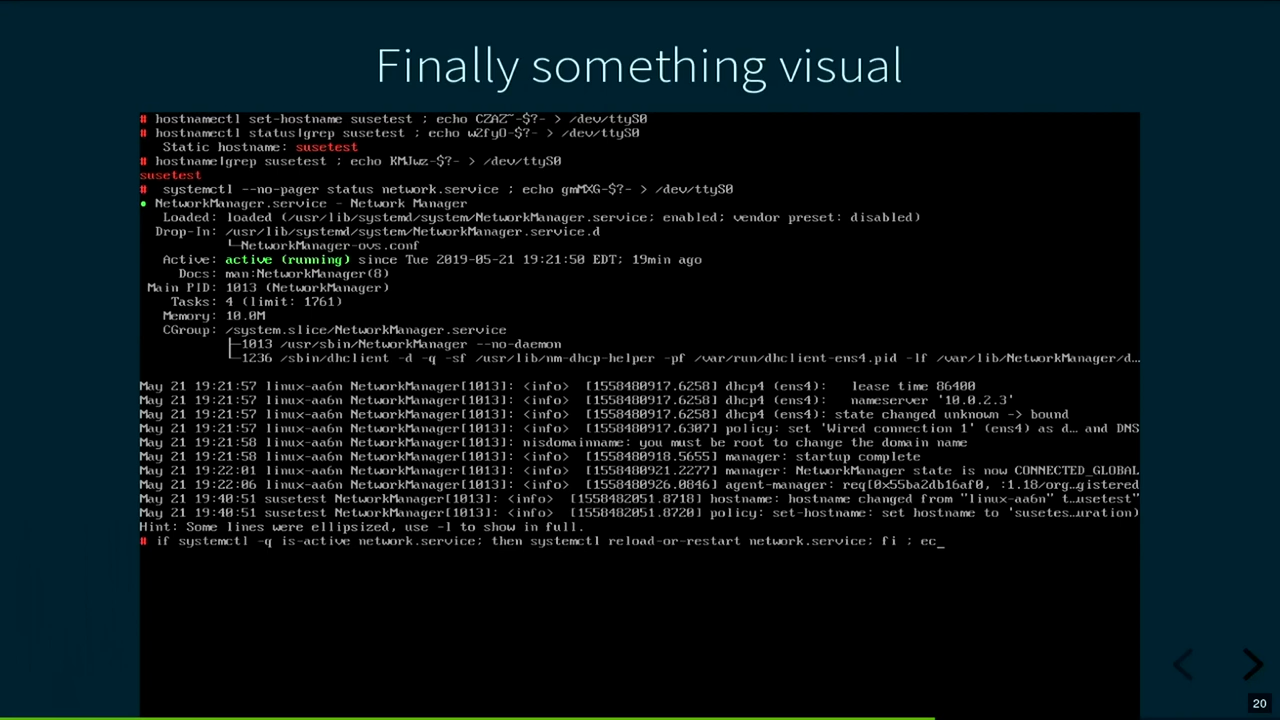 Finally something visual
# hostnamectl set-hostname susetest ; echo CZAZ~-$?- > /dev/ttyS0
# hostnamectl status|grep susetest ; echo wZfyO-$?- > /dev/ttyS0
Static hostname: susetest
# hostname|grep susetest ; echo KMJwz-$?- > /dev/ttyS0
susetest
# systemctl --no-pager status network.service ; echo gmMXG-$?- > /dev/ttyS0
● NetworkManager.service - Network Manager
Loaded: loaded (/usr/lib/systemd/system/NetworkManager.service; enabled; vendor preset: disabled)
Drop-In: /usr/lib/systemd/system/NetworkManager.service.d
└─NetworkManager-ovs.conf
Active: active (running) since Tue 2019-05-21 19:21:50 EDT; 19min ago
Docs: man:NetworkManager(8)
Main PID: 1013 (NetworkManager)
Tasks: 4 (limit: 1761)
Memory: 10.0M
CGroup: /system.slice/NetworkManager.service
├─1013 /usr/sbin/NetworkManager --no-daemon
└─1236 /sbin/dhclient -d -q -sf /usr/lib/nm-dhcp-helper -pf /var/run/dhclient-ens4.pid -lf /var/lib/NetworkManager/d…
May 21 19:21:57 linux-aa6n NetworkManager[1013]: <info> [1558480917.6258] dhcp4 (ens4): lease time 86400
May 21 19:21:57 linux-aa6n NetworkManager[1013]: <info> [1558480917.6258] dhcp4 (ens4): nameserver '10.0.2.3'
May 21 19:21:57 linux-aa6n NetworkManager[1013]: <info> [1558480917.6258] dhcp4 (ens4): state changed unknown -> bound
May 21 19:21:57 linux-aa6n NetworkManager[1013]: <info> [1558480917.6307] policy: set 'Wired connection 1' (ens4) as d… and DNS
May 21 19:21:58 linux-aa6n NetworkManager[1013]: nisdomainname: you must be root to change the domain name
May 21 19:21:58 linux-aa6n NetworkManager[1013]: <info> [1558480918.5655] manager: startup complete
May 21 19:22:01 linux-aa6n NetworkManager[1013]: <info> [1558480921.2277] manager: NetworkManager state is now CONNECTED_GLOBAL
May 21 19:22:06 linux-aa6n NetworkManager[1013]: <info> [1558480926.0846] agent-manager: req[0x55ba2db16af0, :1.18/org…gistered
May 21 19:40:51 susetest NetworkManager[1013]: <info> [1558482051.8718] hostname: hostname changed from "linux-aa6n" t…usetest"
May 21 19:40:51 susetest NetworkManager[1013]: <info> [1558482051.8720] policy: set-hostname: set hostname to 'susetes…uration)
Hint: Some lines were ellipsized, use -l to show in full.
# if systemctl -q is-active network.service; then systemctl reload-or-restart network.service; fi ; ec_
20